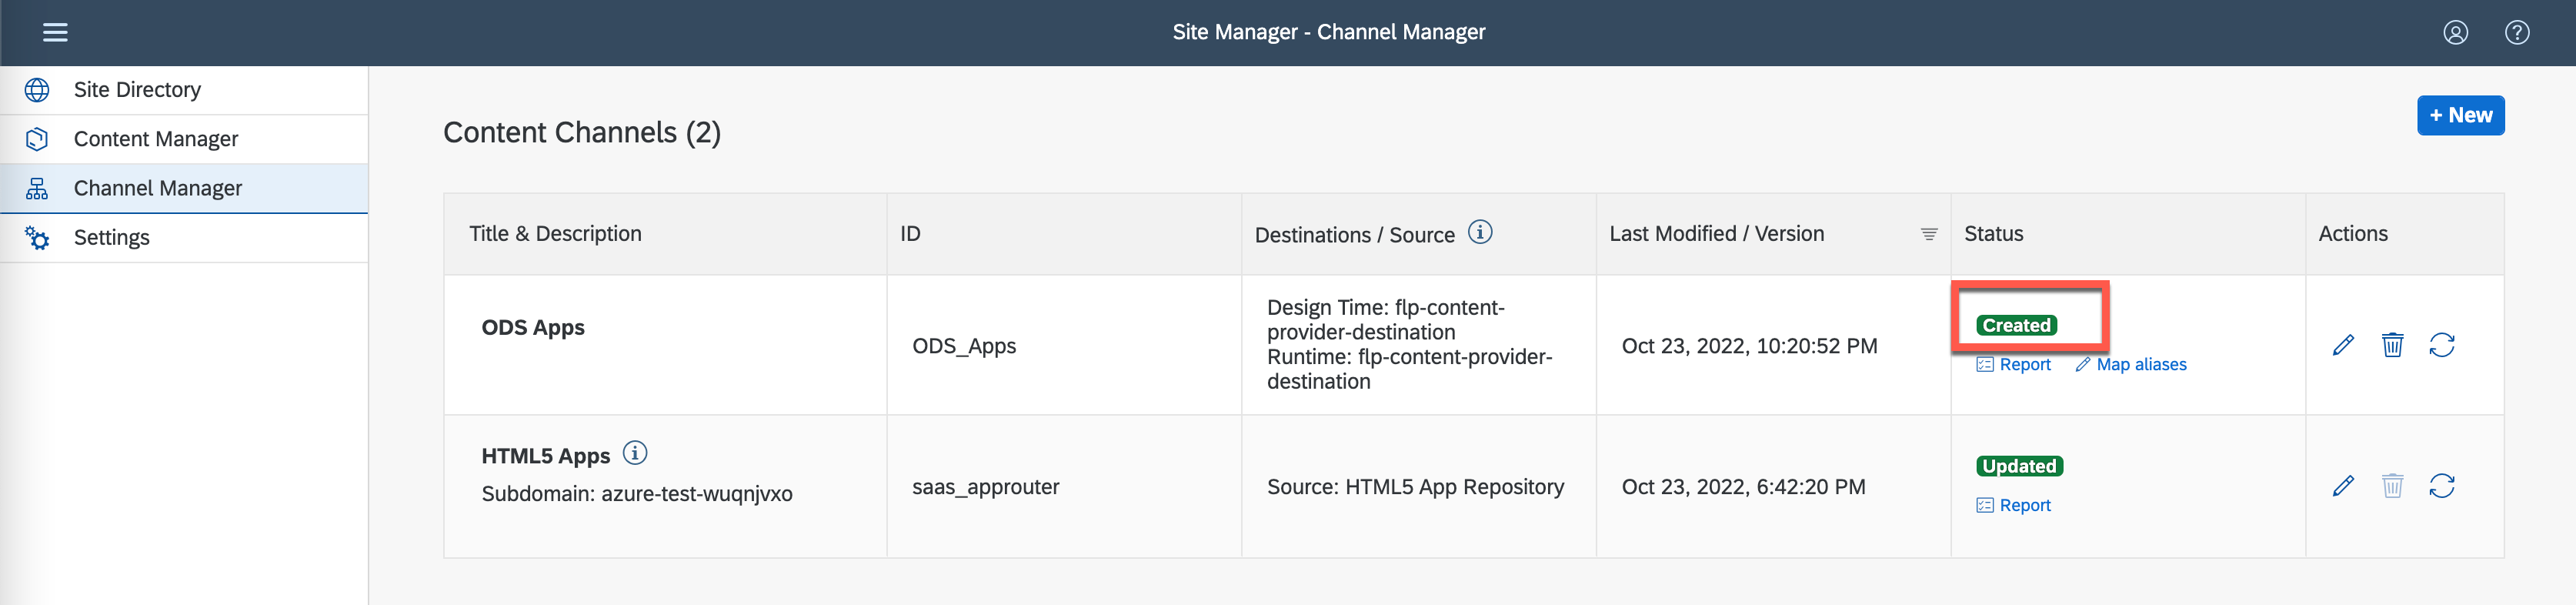 Site Manager - Channel Manager
Site Directory
Content Manager
Channel Manager
Settings
Content Channels (2)
+ New
Title & Description
ID
Destinations / Source
Last Modified / Version
Status
Actions
ODS Apps
ODS_Apps
Design Time: flp-content-
provider-destination
Runtime: flp-content-provider-
destination
Oct 23, 2022, 10:20:52 PM
Created
Report
Map aliases
HTML5 Apps
Subdomain: azure-test-wuqnjvxo
saas_approuter
Source: HTML5 App Repository
Oct 23, 2022, 6:42:20 PM
Updated
Report